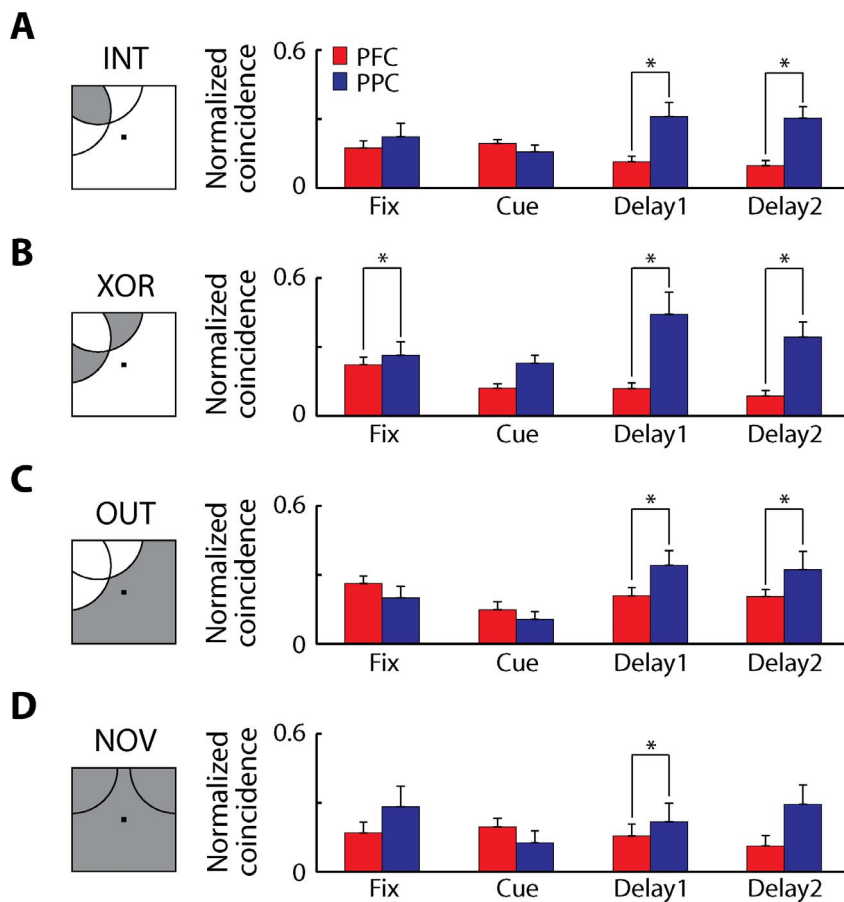 A
INT
Normalized
coincidence
0.6
0
PFC
PPC
*
*
Fix
Cue
Delay1
Delay2
B
XOR
Normalized
coincidence
0.6
0
*
*
*
Fix
Cue
Delay1
Delay2
C
OUT
Normalized
coincidence
0.6
0
*
*
Fix
Cue
Delay1
Delay2
D
NOV
Normalized
coincidence
0.6
0
*
Fix
Cue
Delay1
Delay2